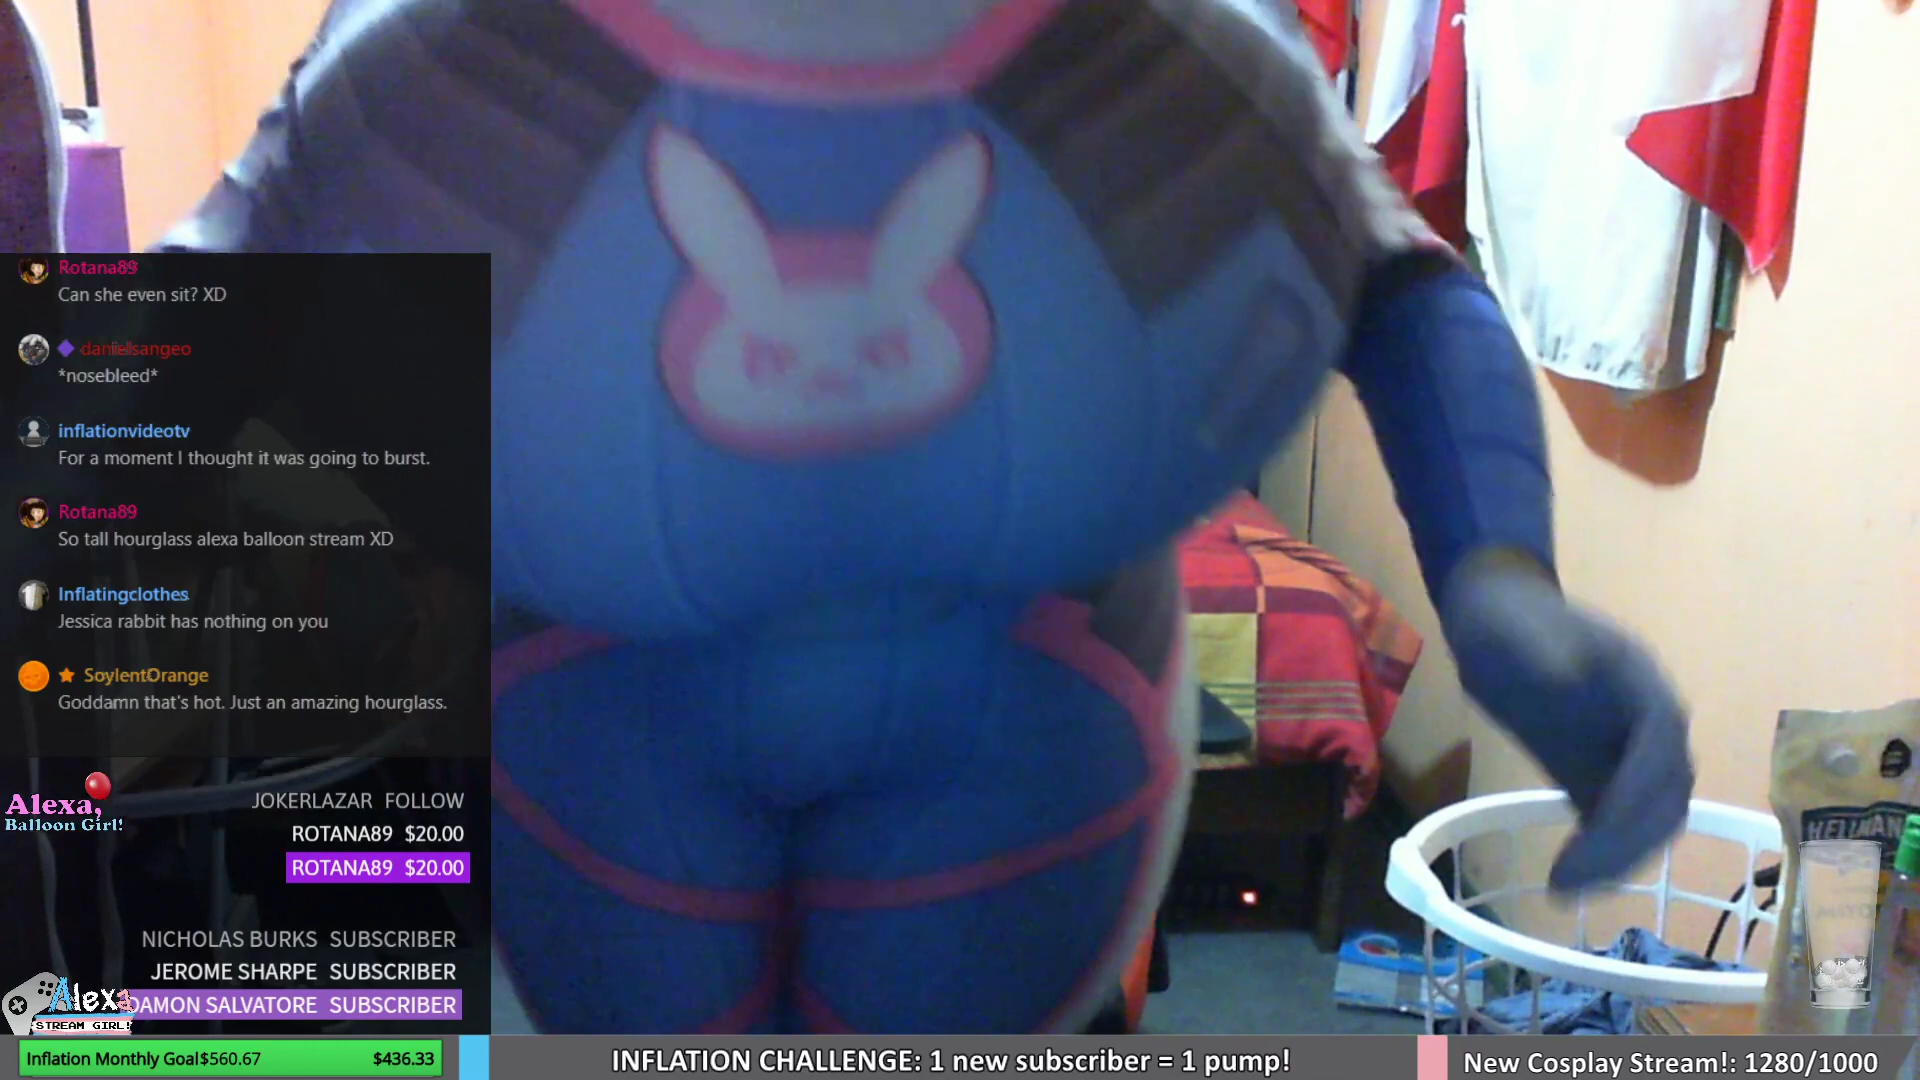 Rotana89
Can she even sit? XD
danielsangeo
*nosebleed*
inflationvideotv
For a moment I thought it was going to burst.
Rotana89
So tall hourglass alexa balloon stream XD
Inflatingclothes
Jessica rabbit has nothing on you
SoylentOrange
Goddamn that's hot. Just an amazing hourglass.
Alexa,
Balloon Girl!
JOKERLAZAR FOLLOW
ROTANA89 $20.00
ROTANA89 $20.00
NICHOLAS BURKS SUBSCRIBER
JEROME SHARPE SUBSCRIBER
DAMON SALVATORE SUBSCRIBER
Alexa
STREAM GIRL!
Inflation Monthly Goal $560.67 $436.33
INFLATION CHALLENGE: 1 new subscriber = 1 pump!
New Cosplay Stream!: 1280/1000